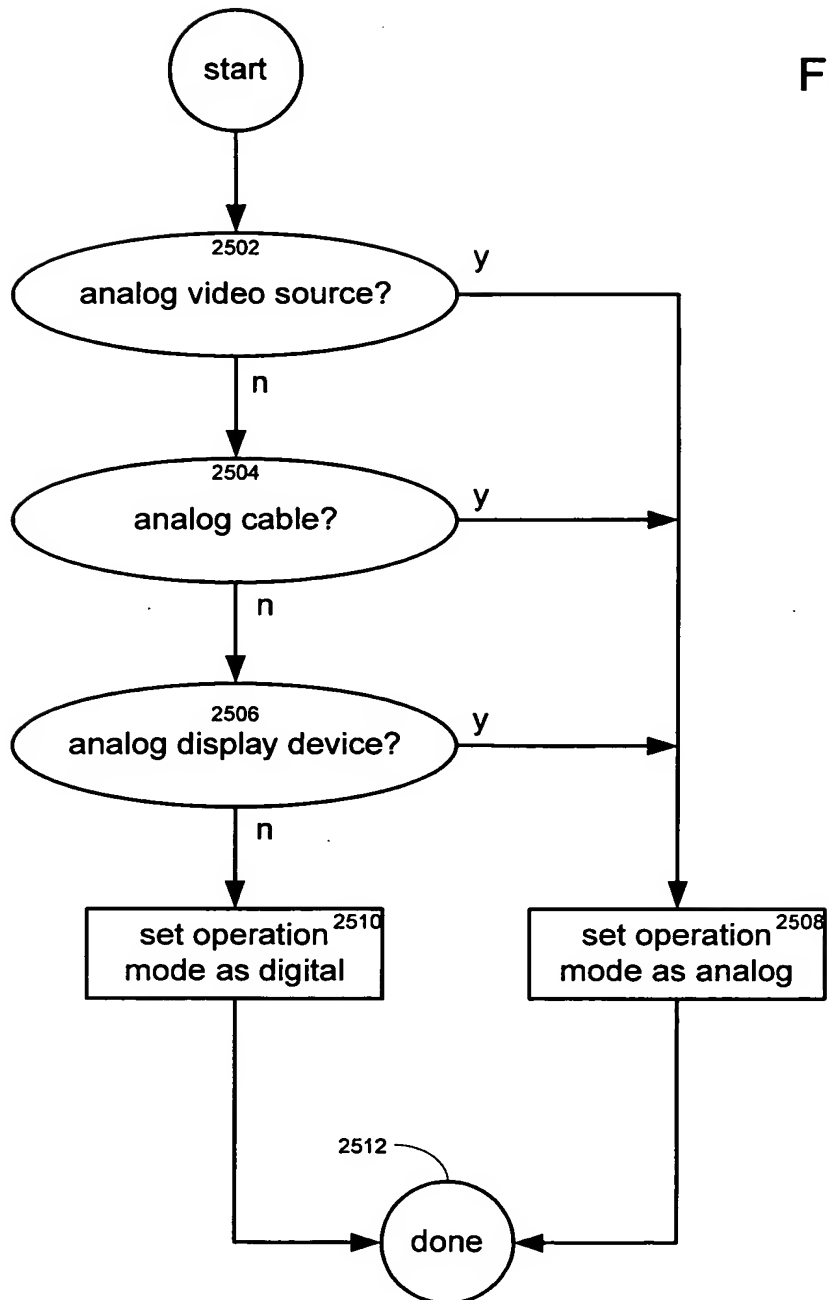 start
F
2502
analog video source?
y
n
2504
analog cable?
y
n
2506
analog display device?
y
n
set operation 2510
mode as digital
set operation 2508
mode as analog
2512
done